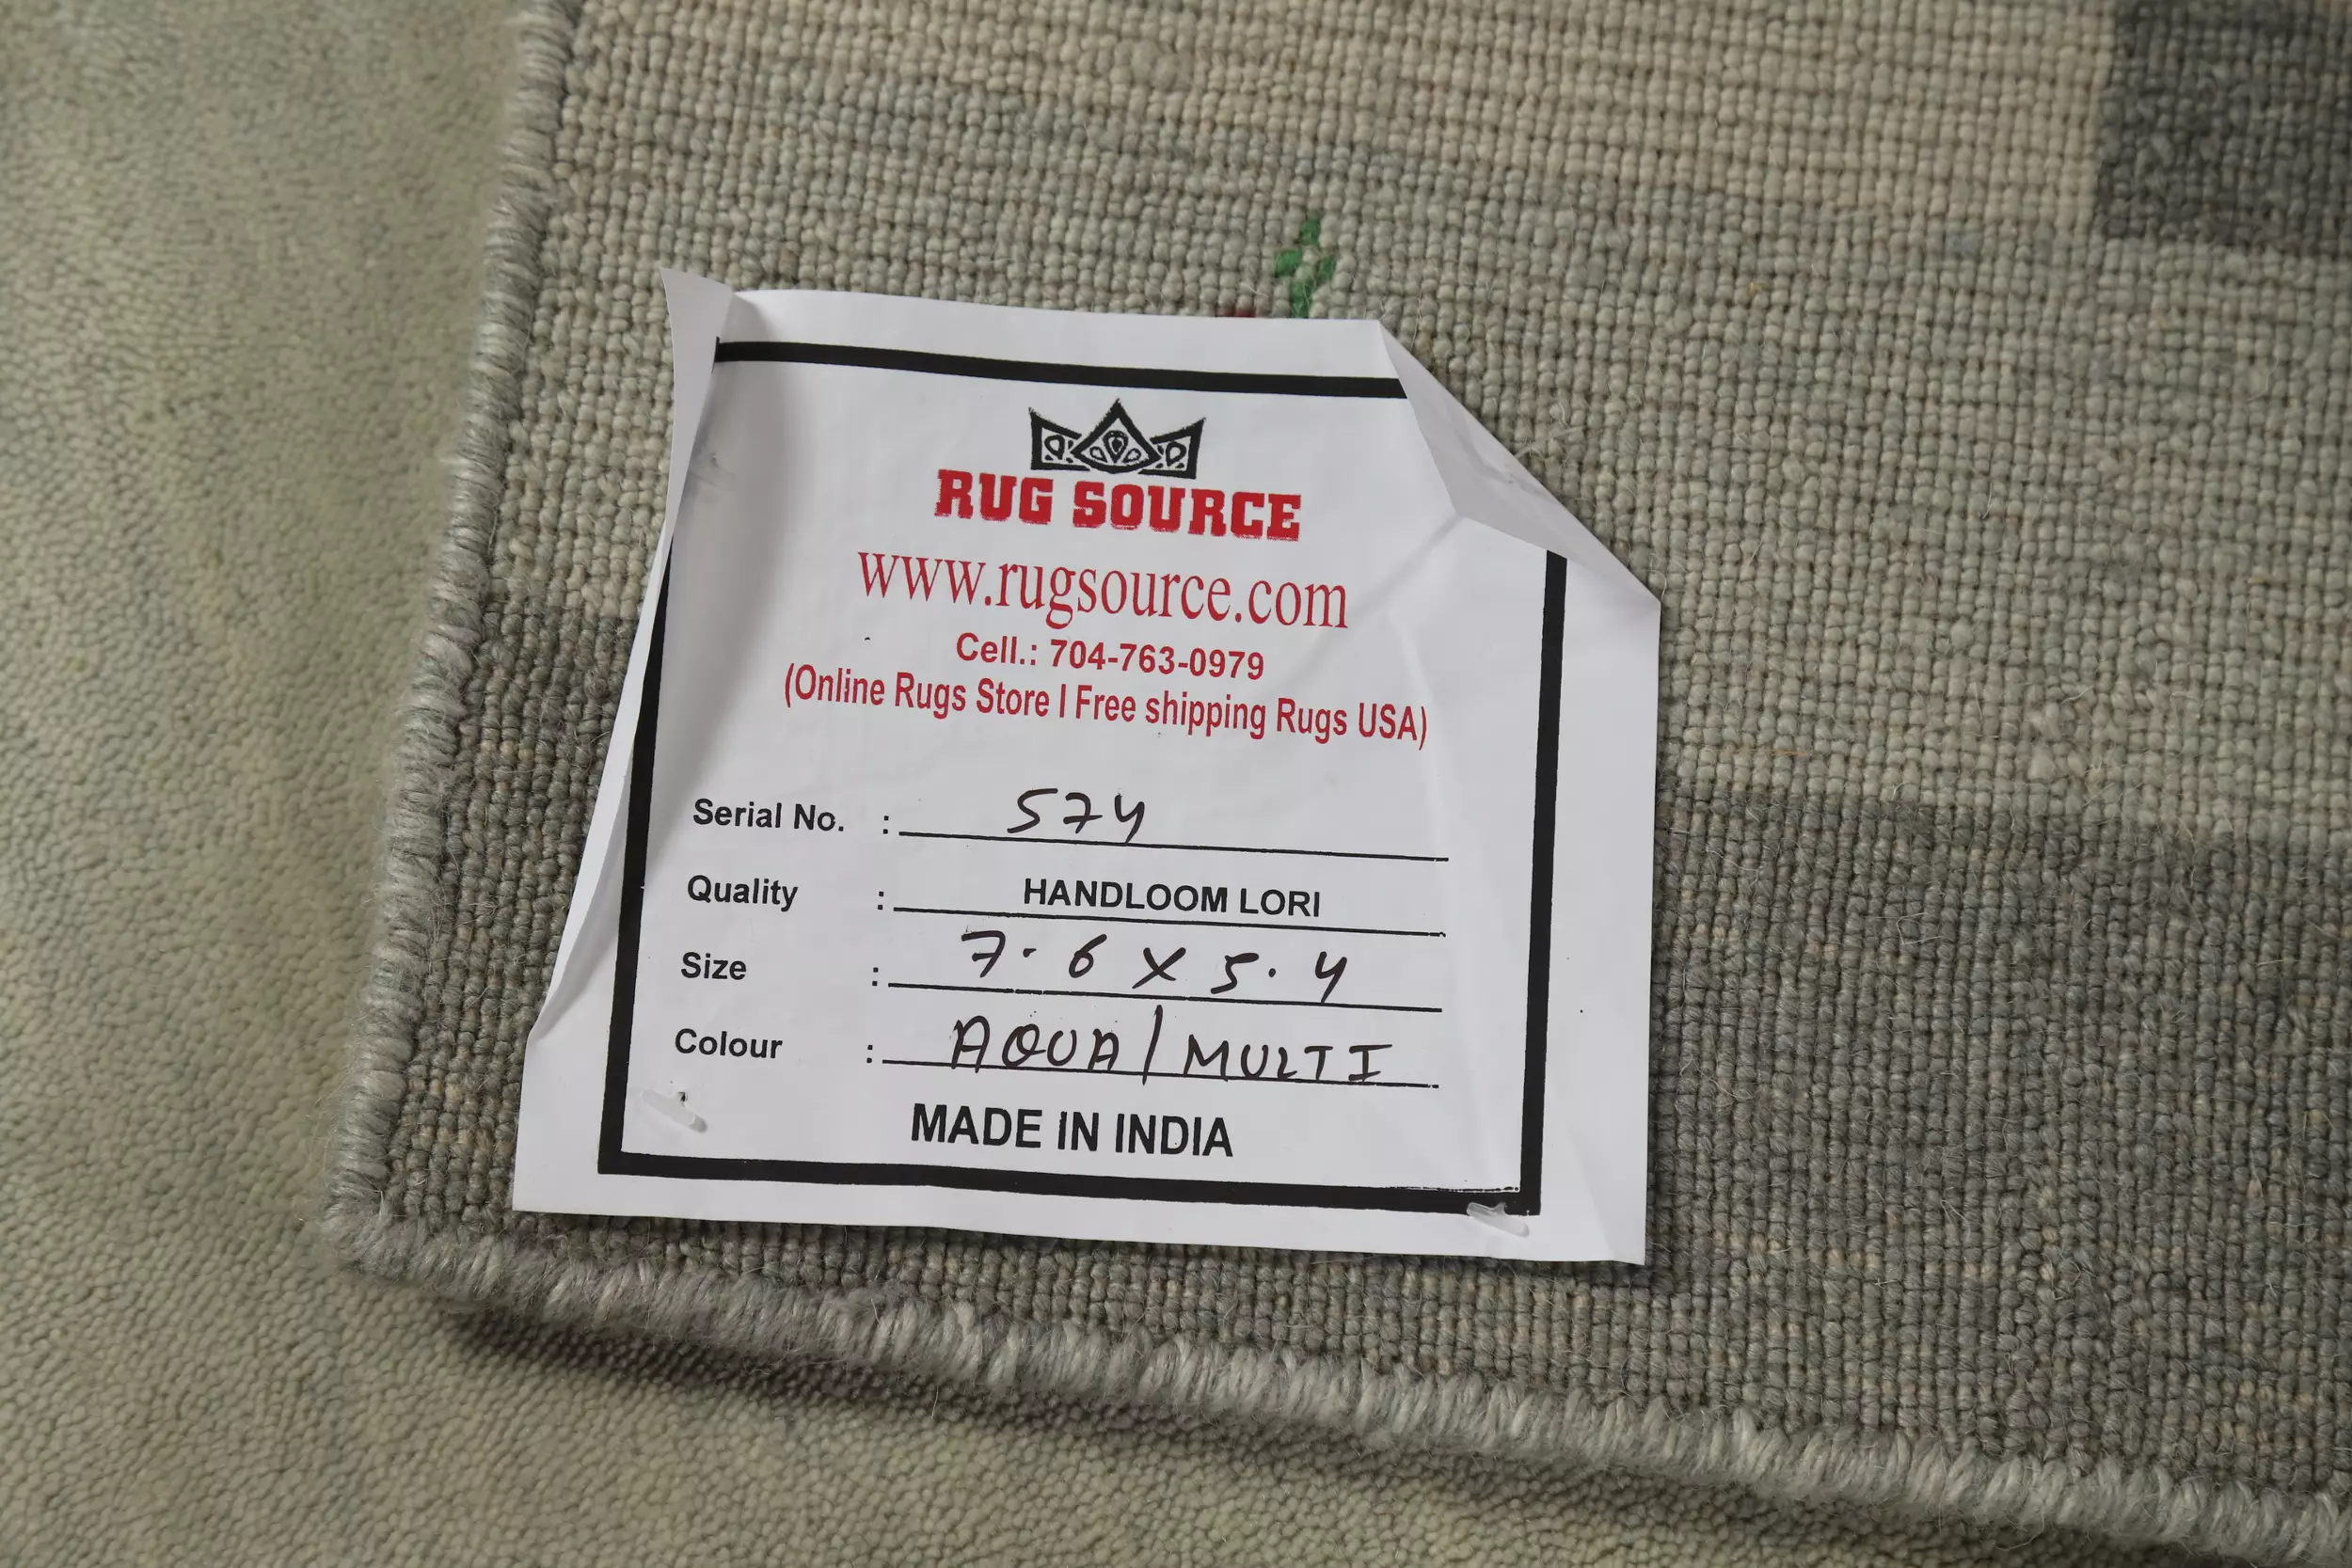 RUG SOURCE
www.rugsource.com
Cell.: 704-763-0979
(Online Rugs Store I Free shipping Rugs USA)
Serial No. : 574
Quality : HANDLOOM LORI
Size : 7.6 X 5.4
Colour : AQUA/MULTI
MADE IN INDIA